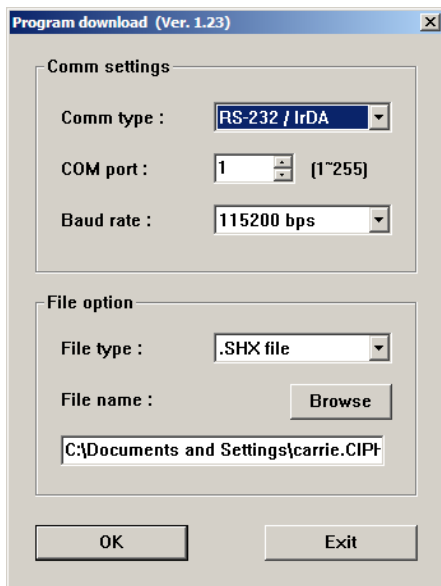 Program download (Ver. 1.23)
Comm settings
Comm type : RS-232 / IrDA
COM port : 1 (1~255)
Baud rate : 115200 bps
File option
File type : .SHX file
File name : Browse
C:\Documents and Settings\carrie.CIPH
OK Exit